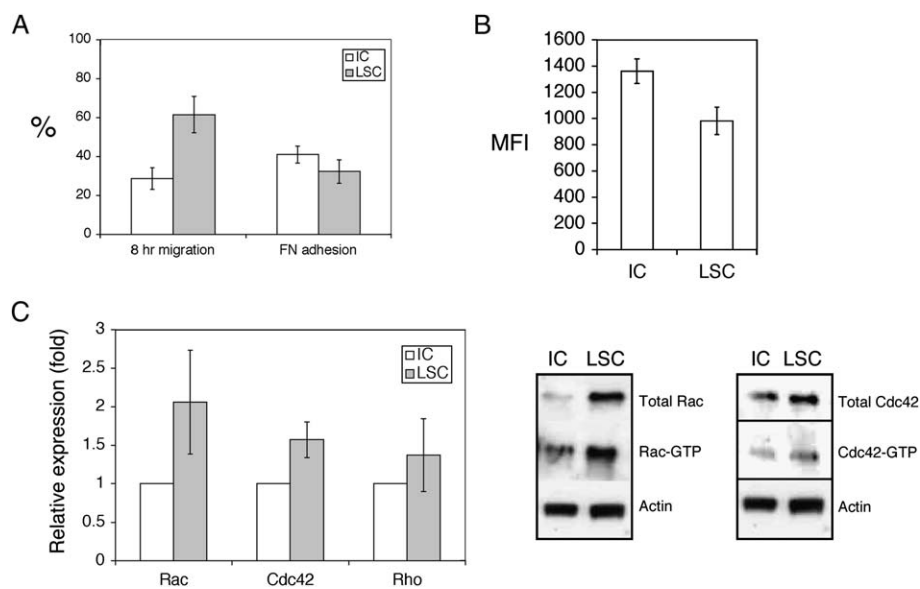 A
100
80
60
40
20
0
%
IC
LSC
8 hr migration
FN adhesion
B
1600
1400
1200
1000
800
600
400
200
0
MFI
IC
LSC
C
Relative expression (fold)
3
2.5
2
1.5
1
0.5
0
IC
LSC
Rac
Cdc42
Rho
IC LSC
Total Rac
Rac-GTP
Actin
IC LSC
Total Cdc42
Cdc42-GTP
Actin